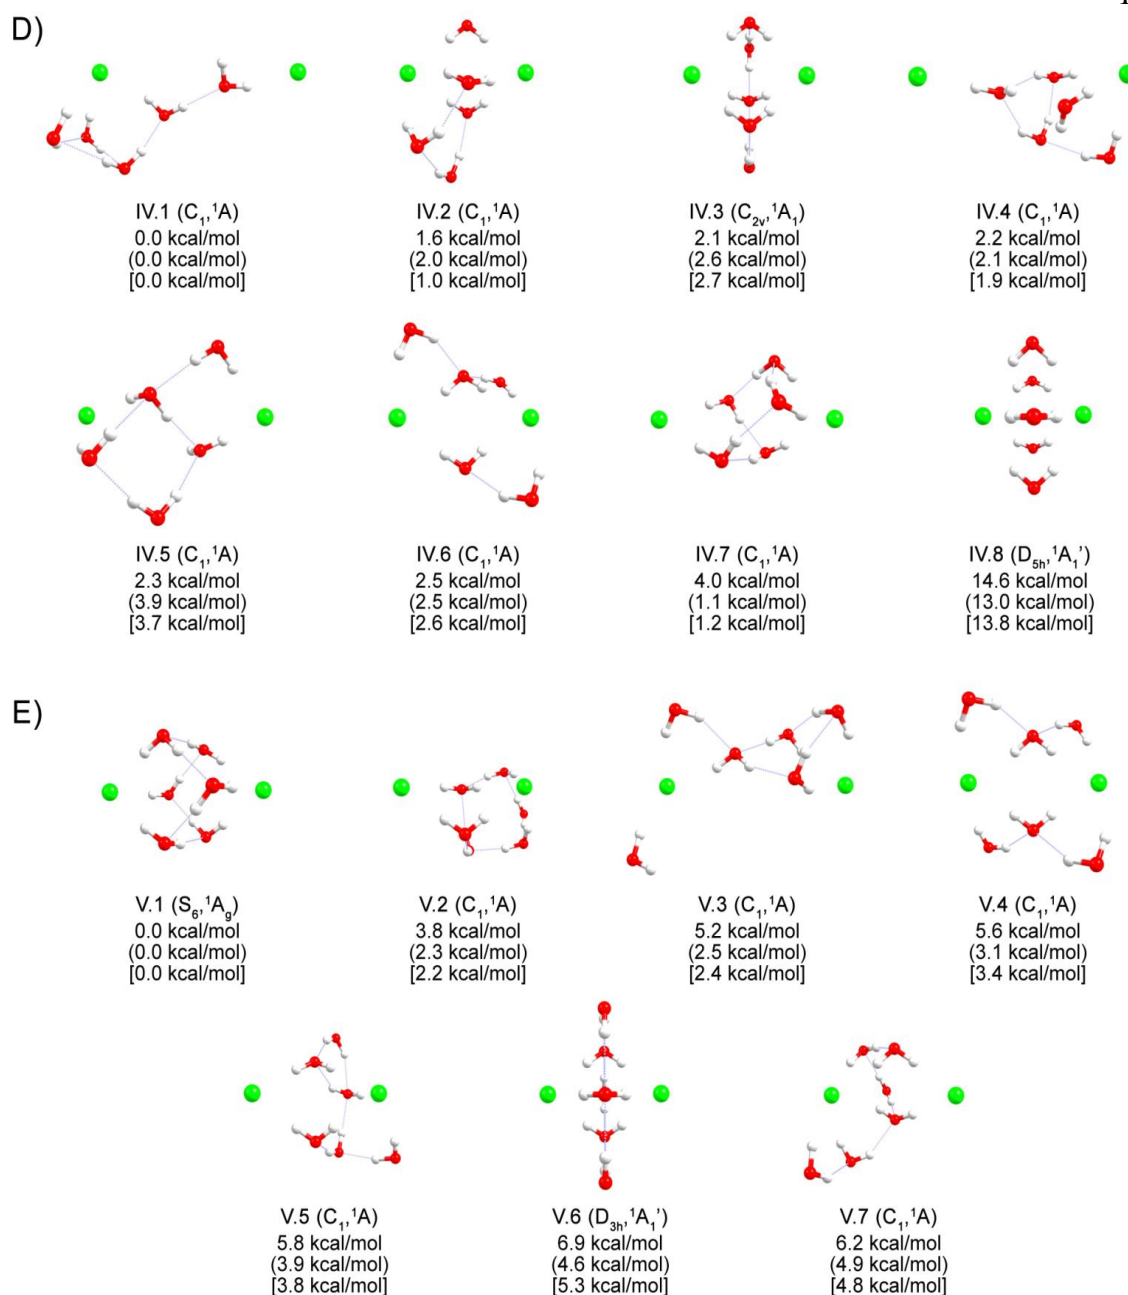 D)
IV.1 (C₁,¹A)
0.0 kcal/mol
(0.0 kcal/mol)
[0.0 kcal/mol]
IV.2 (C₁,¹A)
1.6 kcal/mol
(2.0 kcal/mol)
[1.0 kcal/mol]
IV.3 (C₂ᵥ,¹A₁)
2.1 kcal/mol
(2.6 kcal/mol)
[2.7 kcal/mol]
IV.4 (C₁,¹A)
2.2 kcal/mol
(2.1 kcal/mol)
[1.9 kcal/mol]
IV.5 (C₁,¹A)
2.3 kcal/mol
(3.9 kcal/mol)
[3.7 kcal/mol]
IV.6 (C₁,¹A)
2.5 kcal/mol
(2.5 kcal/mol)
[2.6 kcal/mol]
IV.7 (C₁,¹A)
4.0 kcal/mol
(1.1 kcal/mol)
[1.2 kcal/mol]
IV.8 (D₅ₕ,¹A₁’)
14.6 kcal/mol
(13.0 kcal/mol)
[13.8 kcal/mol]
E)
V.1 (S₆,¹A_g)
0.0 kcal/mol
(0.0 kcal/mol)
[0.0 kcal/mol]
V.2 (C₁,¹A)
3.8 kcal/mol
(2.3 kcal/mol)
[2.2 kcal/mol]
V.3 (C₁,¹A)
5.2 kcal/mol
(2.5 kcal/mol)
[2.4 kcal/mol]
V.4 (C₁,¹A)
5.6 kcal/mol
(3.1 kcal/mol)
[3.4 kcal/mol]
V.5 (C₁,¹A)
5.8 kcal/mol
(3.9 kcal/mol)
[3.8 kcal/mol]
V.6 (D₃ₕ,¹A₁’)
6.9 kcal/mol
(4.6 kcal/mol)
[5.3 kcal/mol]
V.7 (C₁,¹A)
6.2 kcal/mol
(4.9 kcal/mol)
[4.8 kcal/mol]